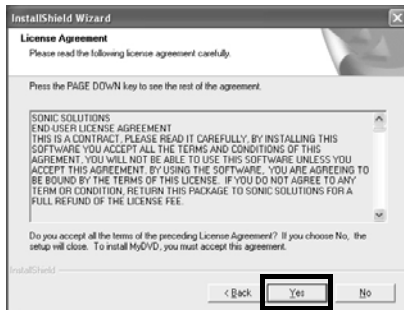 InstallShield Wizard
License Agreement
Please read the following license agreement carefully.
Press the PAGE DOWN key to see the rest of the agreement.
SONIC SOLUTIONS
END-USER LICENSE AGREEMENT
THIS IS A CONTRACT, PLEASE READ IT CAREFULLY, BY INSTALLING THIS
SOFTWARE YOU ACCEPT ALL THE TERMS AND CONDITIONS OF THIS
AGREMENT, YOU WILL NOT BE ABLE TO USE THIS SOFTWARE UNLESS YOU
ACCEPT THIS AGREEMENT. BY USING THE SOFTWARE, YOU ARE AGREEING TO
BE BOUND BY THE TERMS OF THIS LICENSE. IF YOU DO NOT AGREE TO ANY
TERM OR CONDITION, RETURN THIS PACKAGE TO SONIC SOLUTIONS FOR A
FULL REFUND OF THE LICENSE FEE.
Do you accept all the terms of the preceding License Agreement? If you choose No, the
setup will close. To install MyDVD, you must accept this agreement.
InstallShield
< Back Yes No